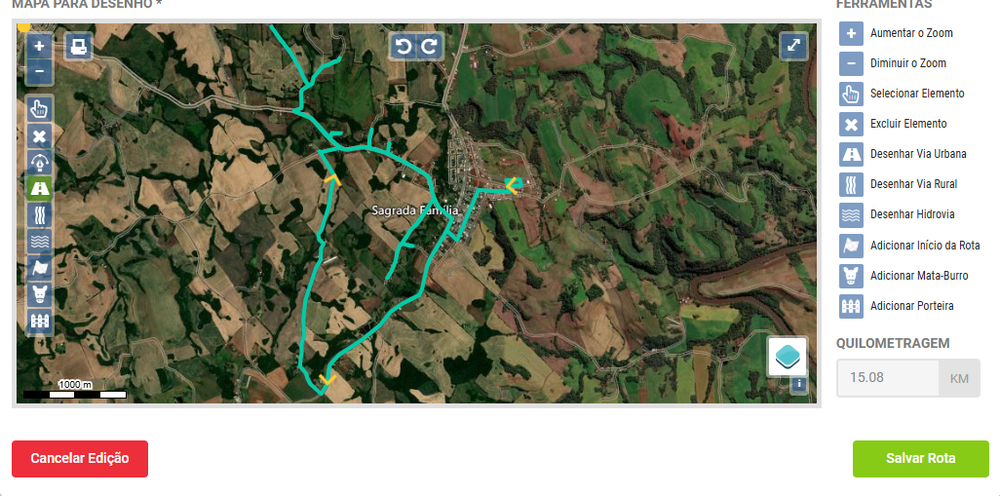 MAPA PARA DESENHO *
FERRAMENTAS
+
Aumentar o Zoom
−
Diminuir o Zoom
Selecionar Elemento
Excluir Elemento
Desenhar Via Urbana
Desenhar Via Rural
Desenhar Hidrovia
Adicionar Início da Rota
Adicionar Mata-Burro
Adicionar Porteira
Sagrada Família
1000 m
i
QUILOMETRAGEM
15.08 KM
Cancelar Edição
Salvar Rota